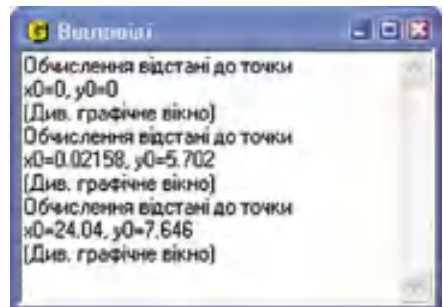 Відповіді
Обчислення відстані до точки
x0=0, y0=0
(Див. графічне вікно)
Обчислення відстані до точки
x0=0.02158, y0=5.702
(Див. графічне вікно)
Обчислення відстані до точки
x0=24.04, y0=7.646
(Див. графічне вікно)